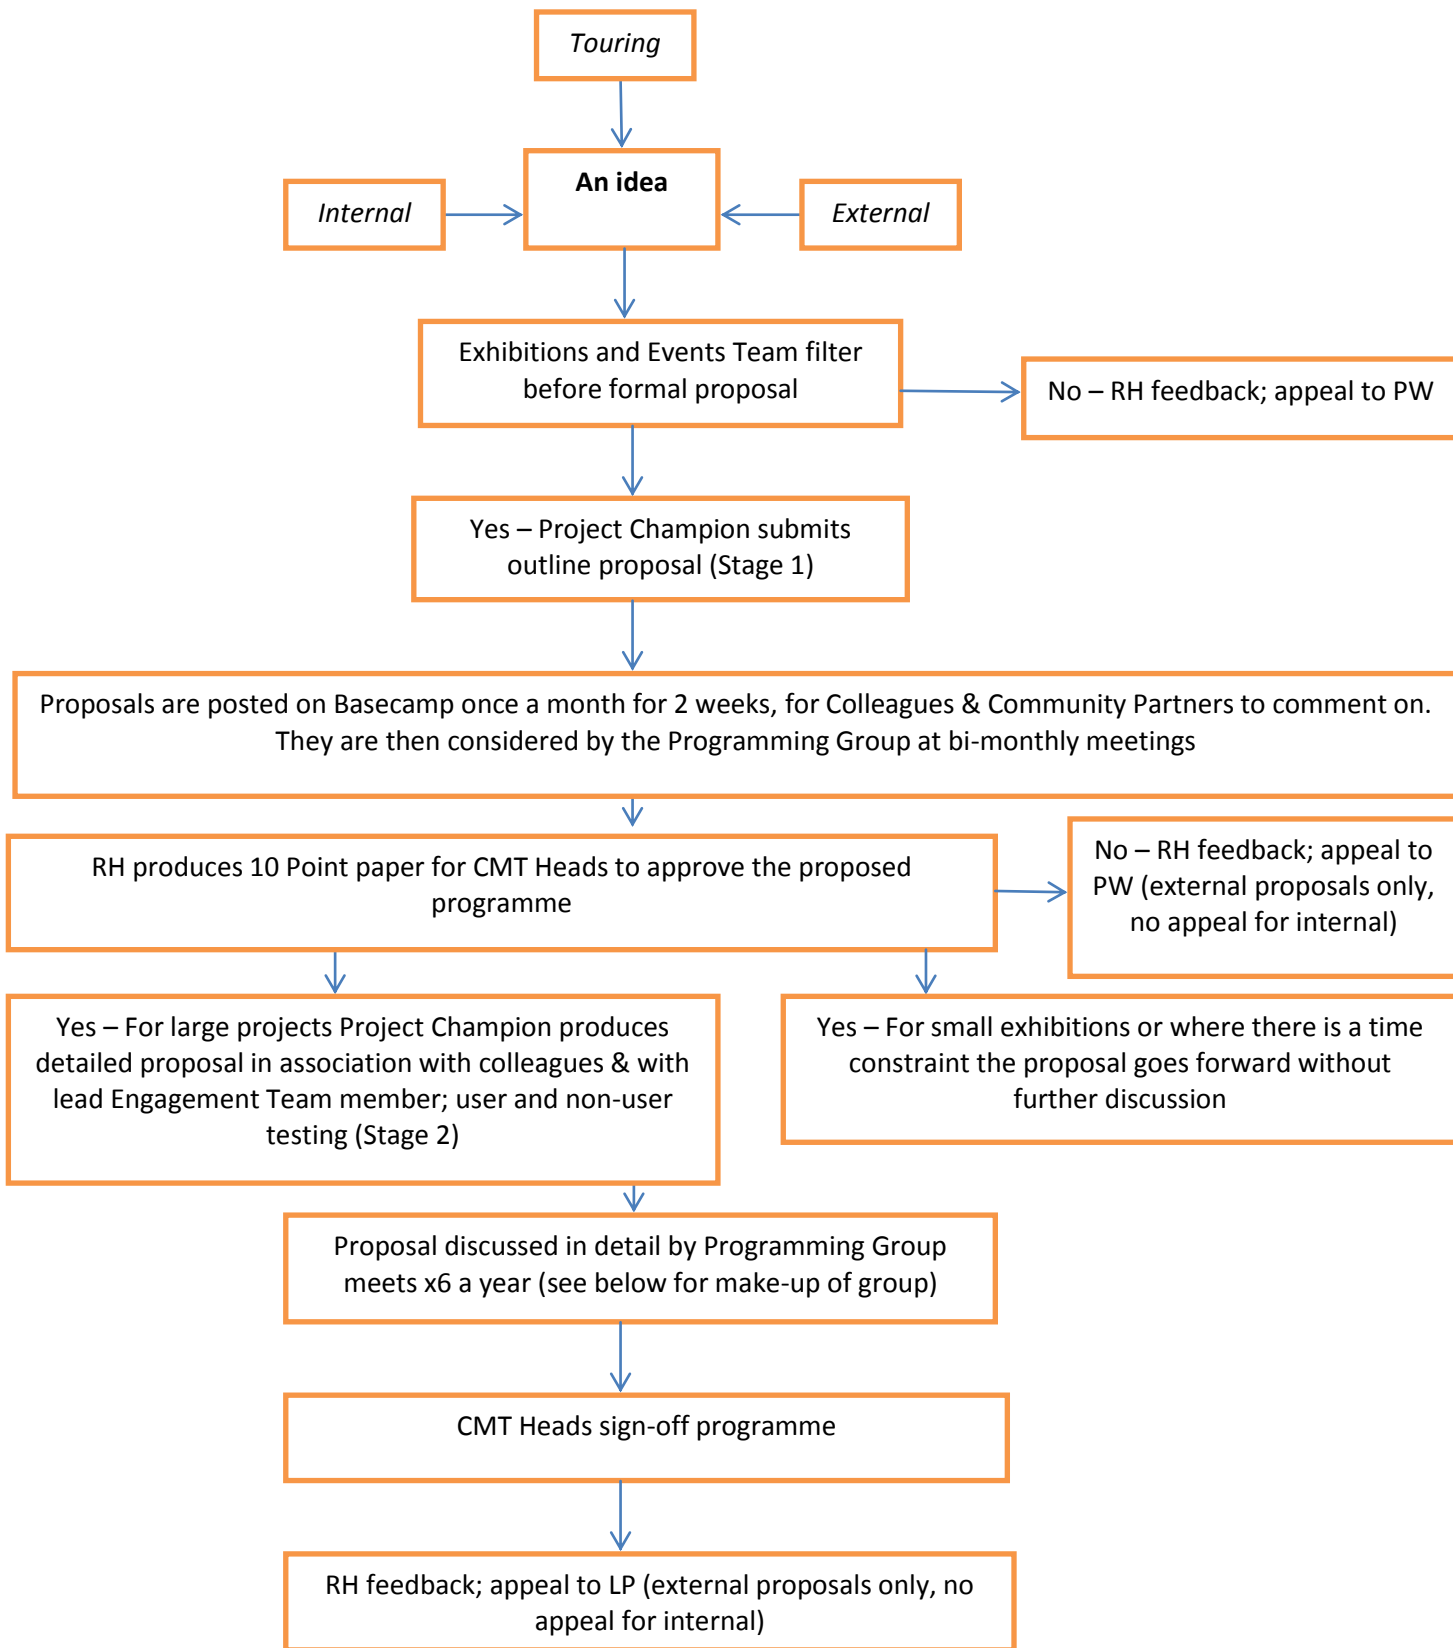 Touring
An idea
Internal
External
Exhibitions and Events Team filter
before formal proposal
No – RH feedback; appeal to PW
Yes – Project Champion submits
outline proposal (Stage 1)
Proposals are posted on Basecamp once a month for 2 weeks, for Colleagues & Community Partners to comment on.
They are then considered by the Programming Group at bi-monthly meetings
RH produces 10 Point paper for CMT Heads to approve the proposed
programme
No – RH feedback; appeal to
PW (external proposals only,
no appeal for internal)
Yes – For large projects Project Champion produces
detailed proposal in association with colleagues & with
lead Engagement Team member; user and non-user
testing (Stage 2)
Yes – For small exhibitions or where there is a time
constraint the proposal goes forward without
further discussion
Proposal discussed in detail by Programming Group
meets x6 a year (see below for make-up of group)
CMT Heads sign-off programme
RH feedback; appeal to LP (external proposals only, no
appeal for internal)